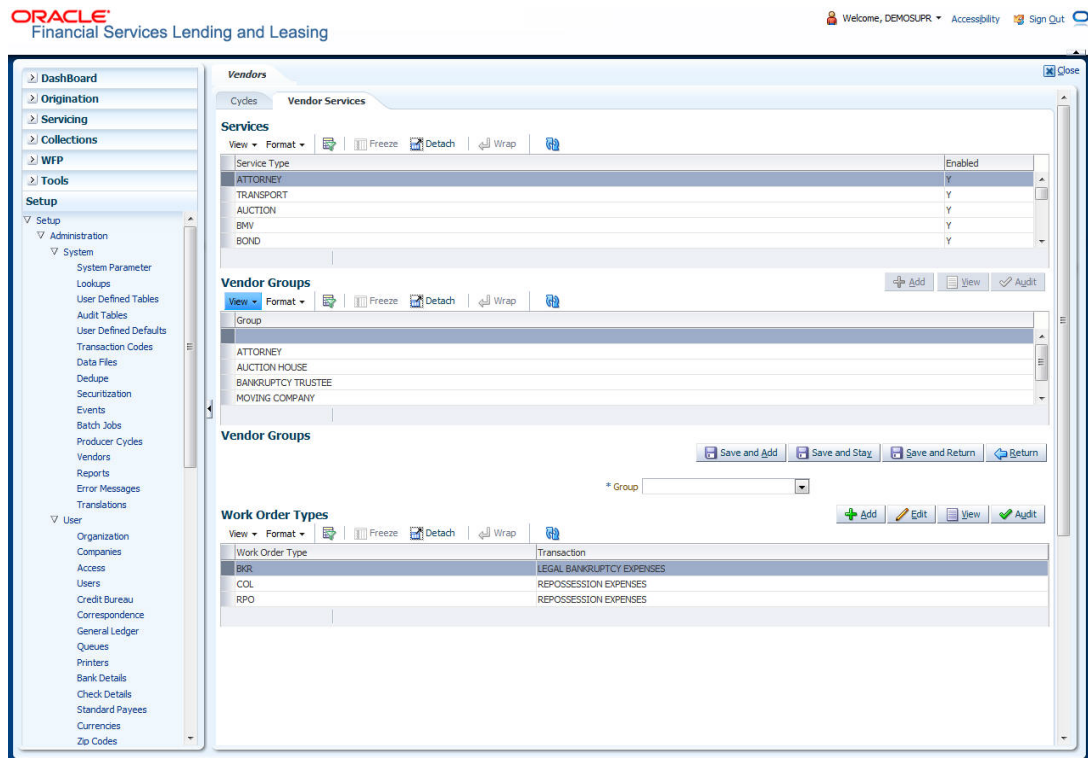 ORACLE
Financial Services Lending and Leasing
Welcome, DEMOSUPR Accessibility Sign Out
DashBoard
Origination
Servicing
Collections
WFP
Tools
Setup
Setup
Administration
System
System Parameter
Lookups
User Defined Tables
Audit Tables
User Defined Defaults
Transaction Codes
Data Files
Dedupe
Securitization
Events
Batch Jobs
Producer Cycles
Vendors
Reports
Error Messages
Translations
User
Organization
Companies
Access
Users
Credit Bureau
Correspondence
General Ledger
Queues
Printers
Bank Details
Check Details
Standard Payees
Currencies
Zip Codes
Vendors
Close
Cycles Vendor Services
Services
View Format Freeze Detach Wrap
Service Type Enabled
ATTORNEY Y
TRANSPORT Y
AUCTION Y
BMV Y
BOND Y
Vendor Groups
Add View Audit
View Format Freeze Detach Wrap
Group
ATTORNEY
AUCTION HOUSE
BANKRUPTCY TRUSTEE
MOVING COMPANY
Vendor Groups
Save and Add Save and Stay Save and Return Return
* Group
Work Order Types
Add Edit View Audit
View Format Freeze Detach Wrap
Work Order Type Transaction
BKR LEGAL BANKRUPTCY EXPENSES
COL REPOSSESSION EXPENSES
RPO REPOSSESSION EXPENSES